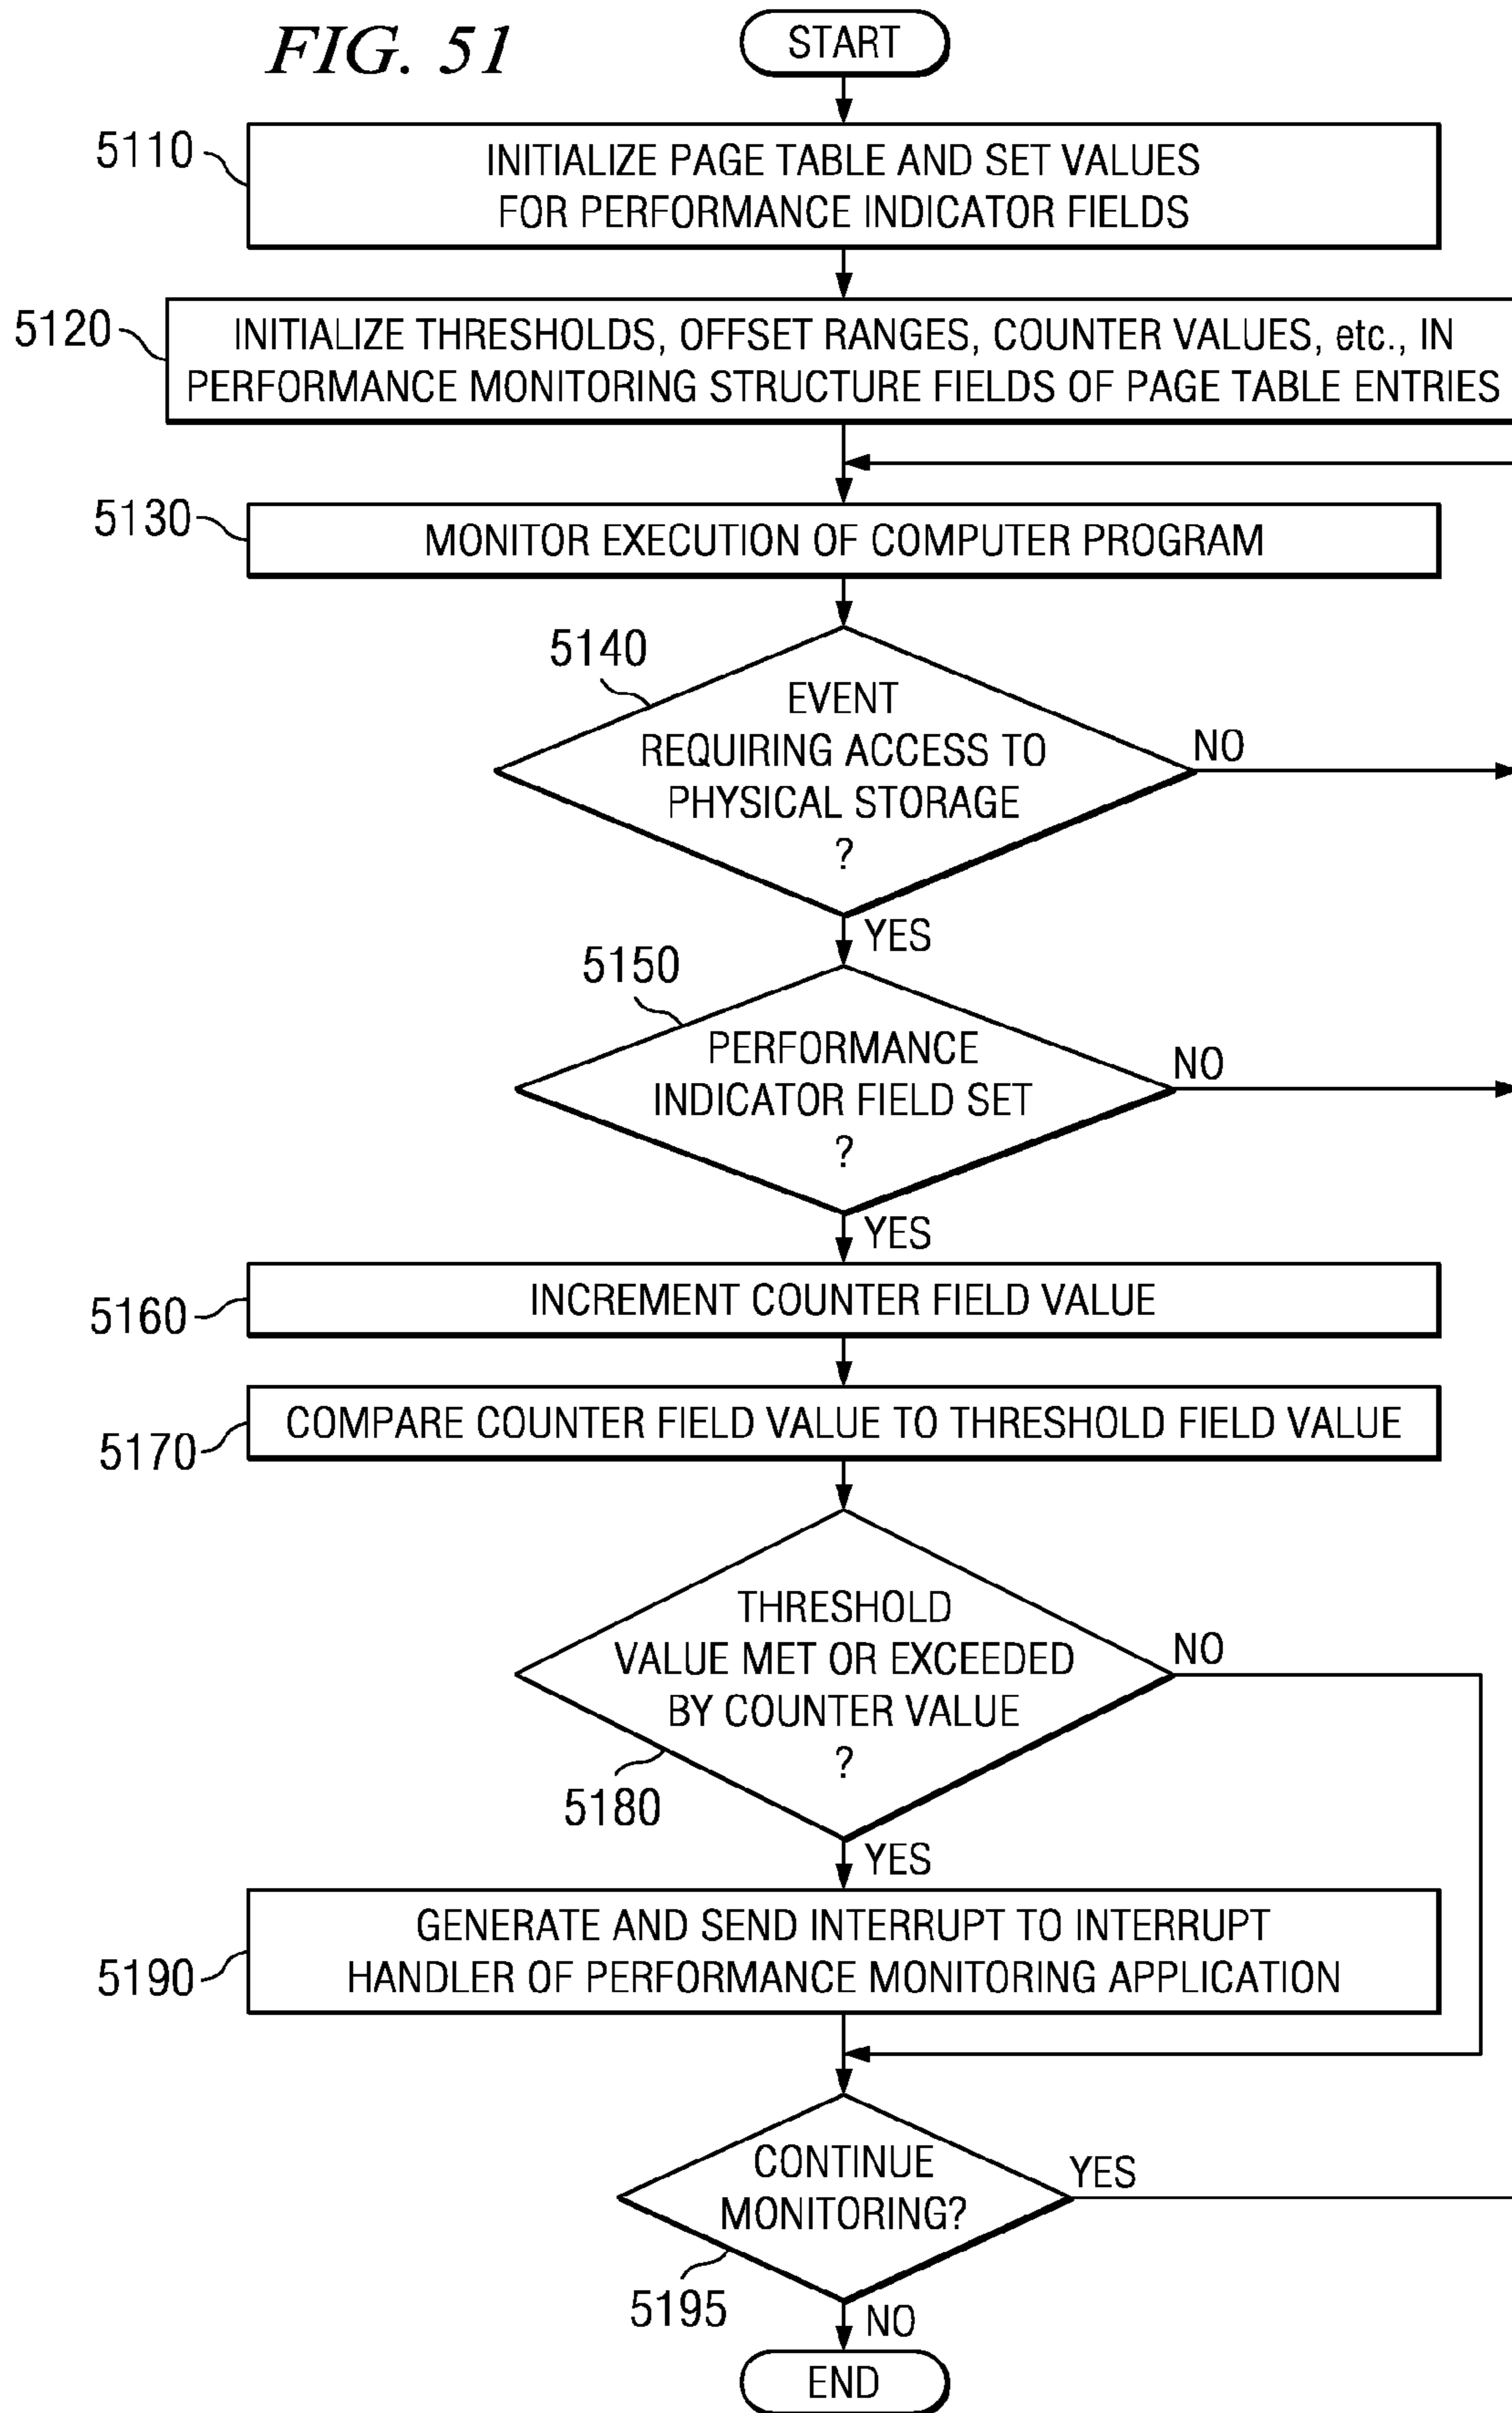 FIG. 51
START
5110
INITIALIZE PAGE TABLE AND SET VALUES
FOR PERFORMANCE INDICATOR FIELDS
5120
INITIALIZE THRESHOLDS, OFFSET RANGES, COUNTER VALUES, etc., IN
PERFORMANCE MONITORING STRUCTURE FIELDS OF PAGE TABLE ENTRIES
5130
MONITOR EXECUTION OF COMPUTER PROGRAM
5140
EVENT
REQUIRING ACCESS TO
PHYSICAL STORAGE
?
NO
YES
5150
PERFORMANCE
INDICATOR FIELD SET
?
NO
YES
5160
INCREMENT COUNTER FIELD VALUE
5170
COMPARE COUNTER FIELD VALUE TO THRESHOLD FIELD VALUE
THRESHOLD
VALUE MET OR EXCEEDED
BY COUNTER VALUE
?
NO
5180
YES
5190
GENERATE AND SEND INTERRUPT TO INTERRUPT
HANDLER OF PERFORMANCE MONITORING APPLICATION
CONTINUE
MONITORING?
YES
5195
NO
END